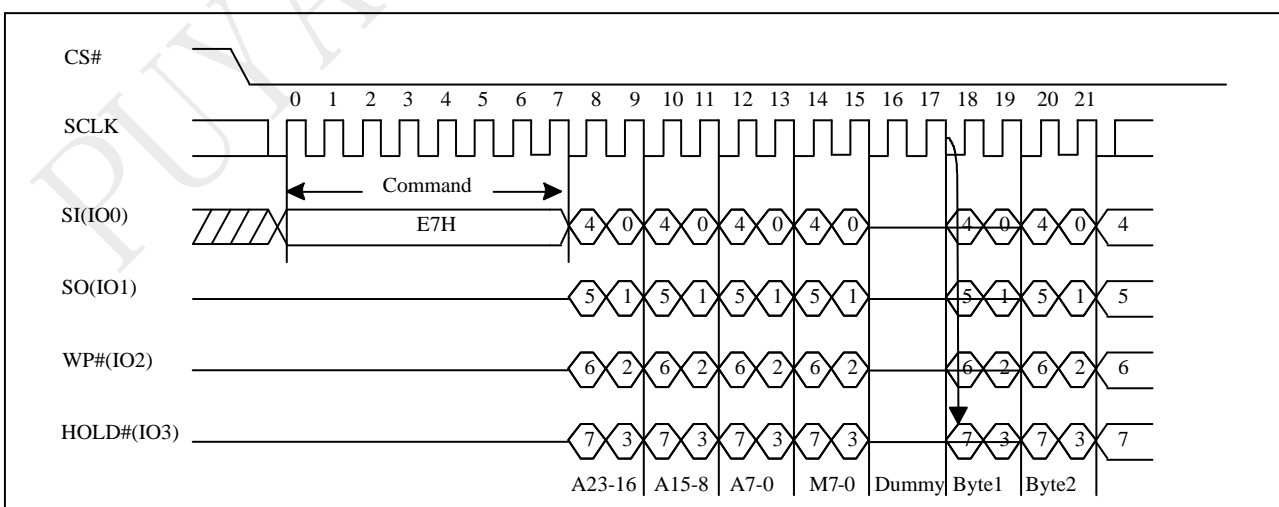 PUYA
CS#
0 1 2 3 4 5 6 7 8 9 10 11 12 13 14 15 16 17 18 19 20 21
SCLK
Command
SI(IO0)
E7H 4 0 4 0 4 0 4 0 4 0 4 0 4
SO(IO1)
5 1 5 1 5 1 5 1 5 1 5 1 5
WP#(IO2)
6 2 6 2 6 2 6 2 6 2 6 2 6
HOLD#(IO3)
7 3 7 3 7 3 7 3 7 3 7 3 7
A23-16 A15-8 A7-0 M7-0 Dummy Byte1 Byte2